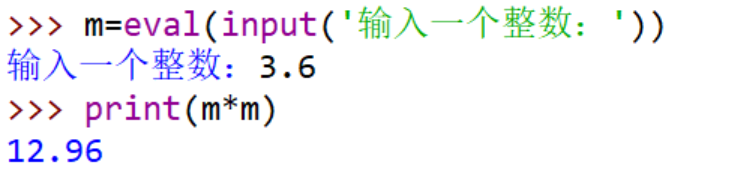 >>> m=eval(input('输入一个整数：'))
输入一个整数：3.6
>>> print(m*m)
12.96